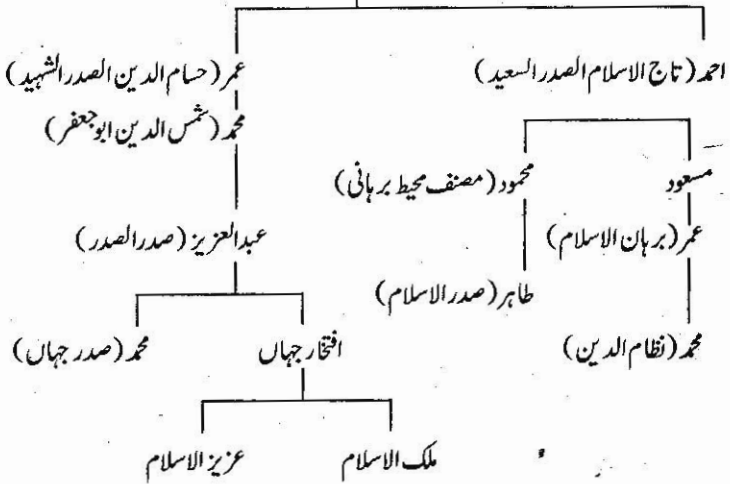 احمد (تاج الاسلام الصدر السعید) عمر (حسام الدین الصدر الشہید)
محمد (شمس الدین ابو جعفر)
مسعود محمود (مصنف محیط برہانی)
عمر (برہان الاسلام) عبدالعزیز (صدر الصدر)
طاہر (صدر الاسلام)
محمد (نظام الدین) افتخار جہاں محمد (صدر جہاں)
ملک الاسلام عزیز الاسلام